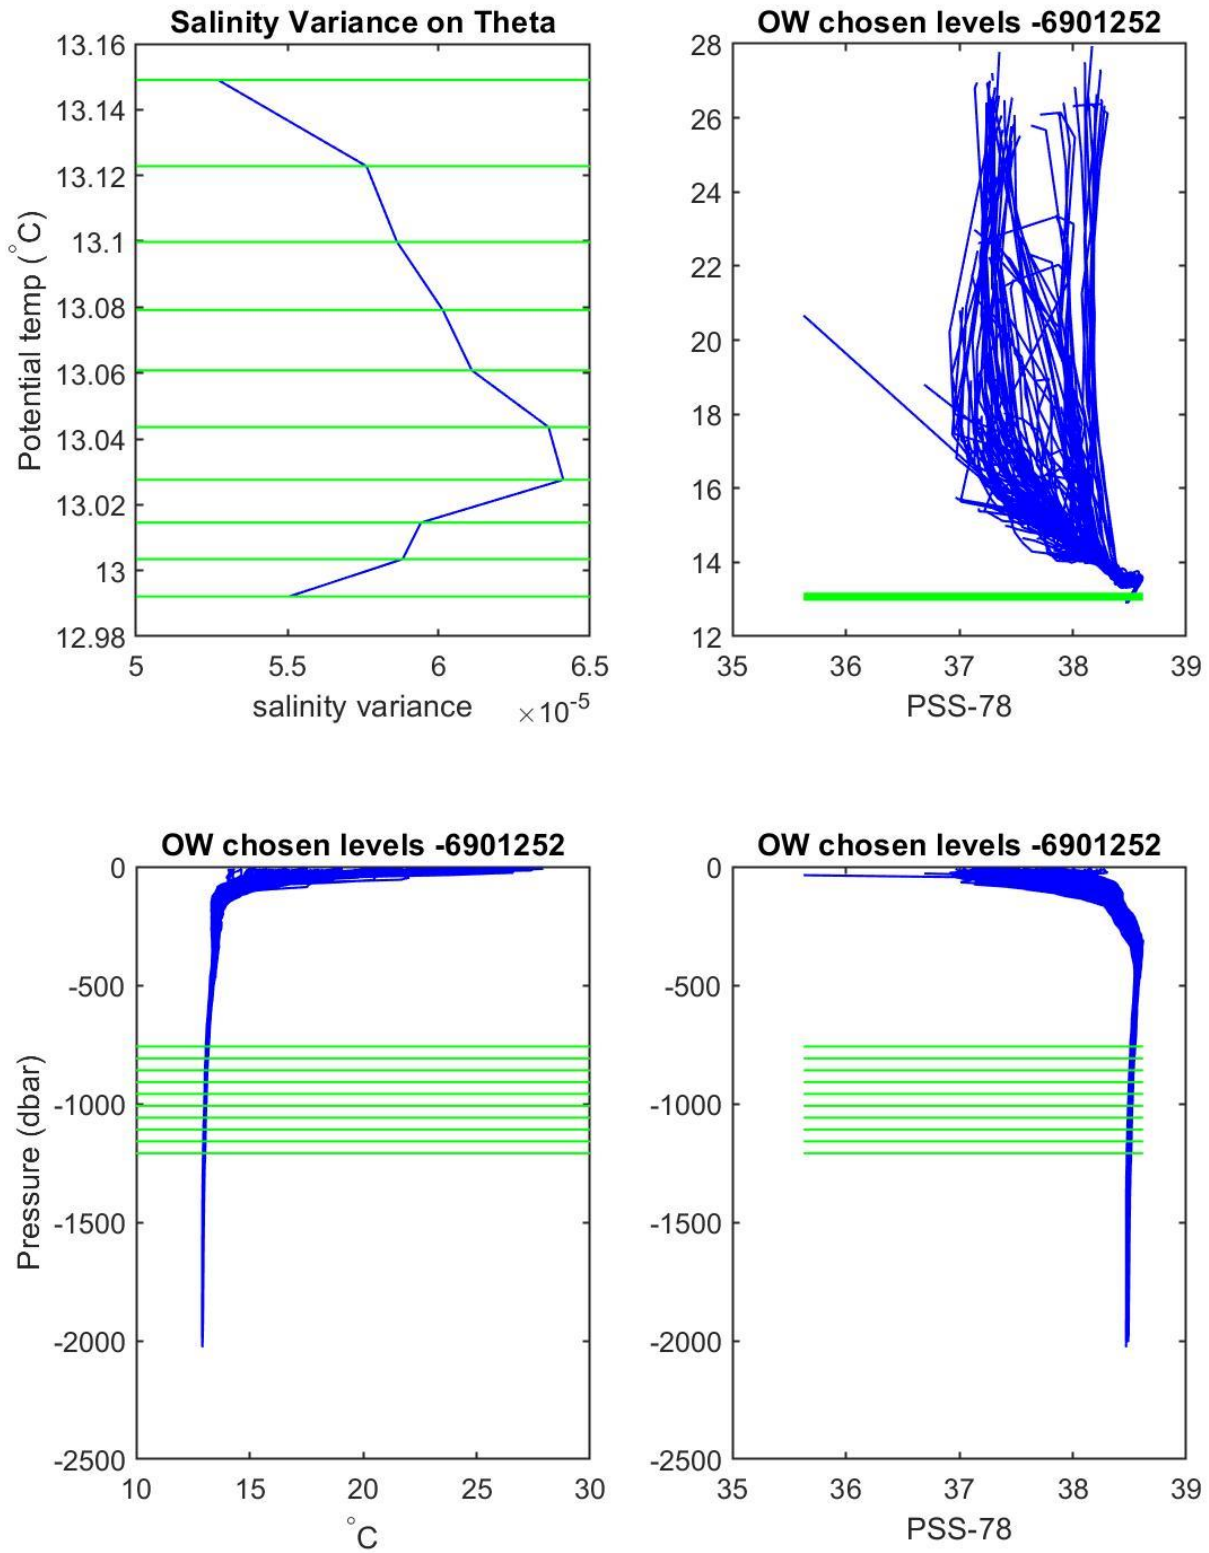 Salinity Variance on Theta
13.16
13.14
13.12
13.1
13.08
13.06
13.04
13.02
13
12.98
Potential temp (°C)
5 5.5 6 6.5
salinity variance ×10-5
OW chosen levels -6901252
28
26
24
22
20
18
16
14
12
35 36 37 38 39
PSS-78
OW chosen levels -6901252
0
-500
-1000
-1500
-2000
-2500
Pressure (dbar)
10 15 20 25 30
°C
OW chosen levels -6901252
0
-500
-1000
-1500
-2000
-2500
35 36 37 38 39
PSS-78